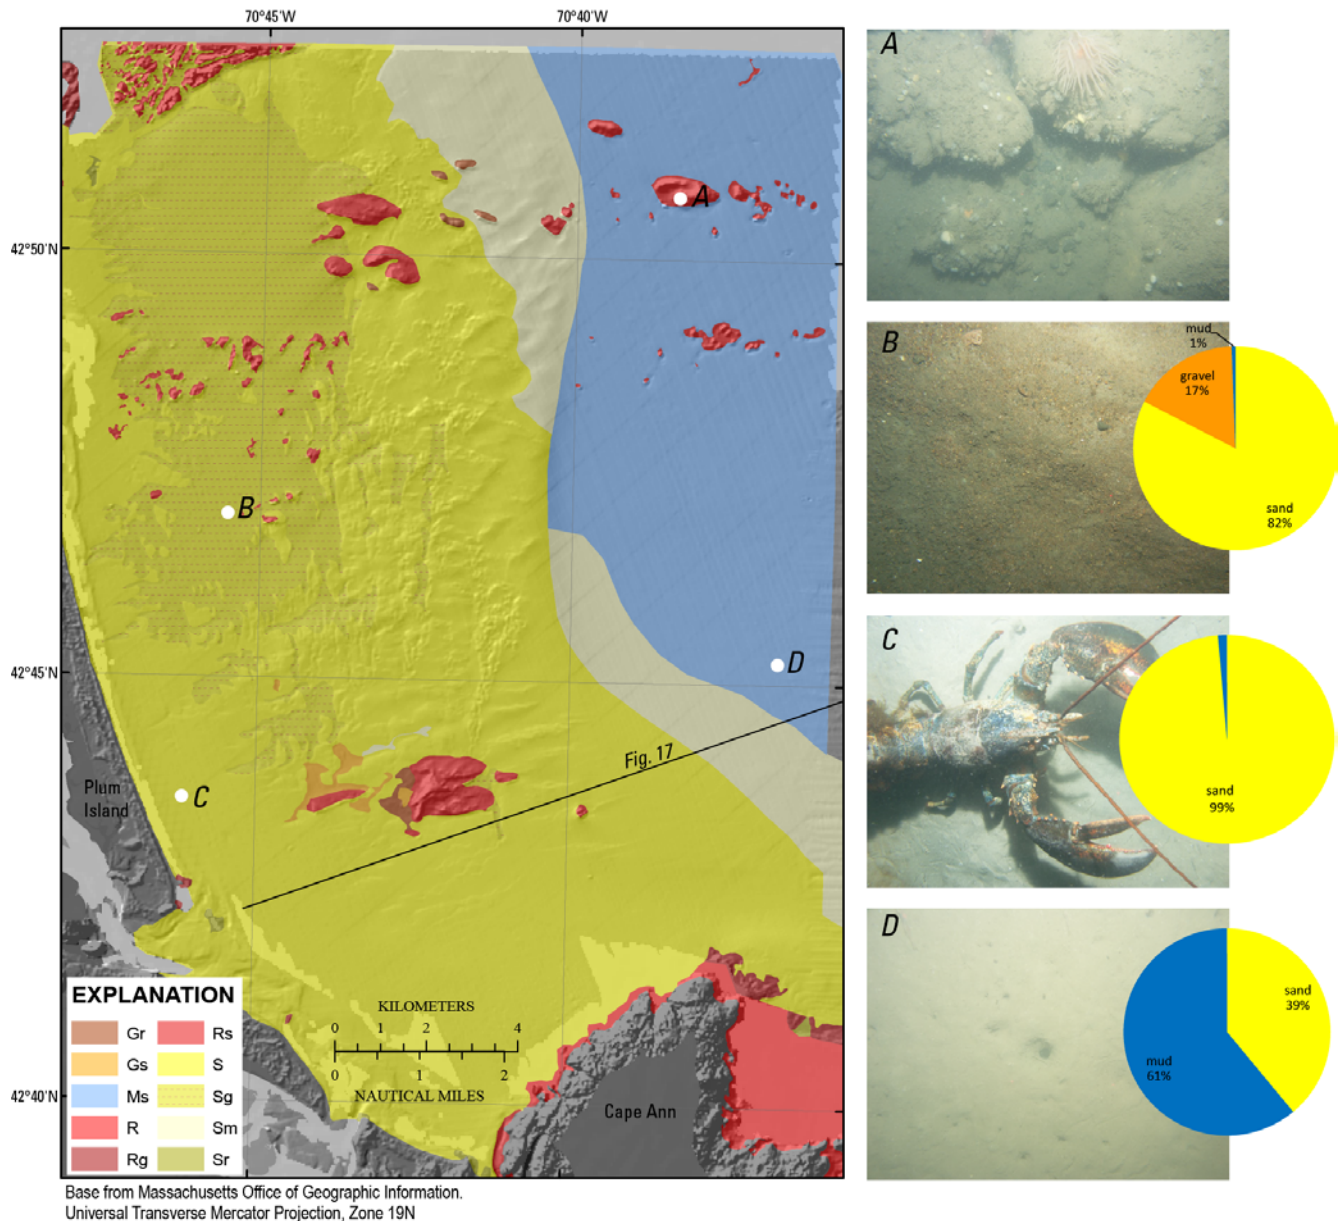 70°45'W
70°40'W
42°50'N
42°45'N
42°40'N
A
B
C
D
Fig. 17
Plum
Island
Cape Ann
KILOMETERS
0 1 2 4
0 1 2
NAUTICAL MILES
EXPLANATION
Gr Rs
Gs S
Ms Sg
R Sm
Rg Sr
Base from Massachusetts Office of Geographic Information.
Universal Transverse Mercator Projection, Zone 19N
A
B
mud
1%
gravel
17%
sand
82%
C
sand
99%
D
sand
39%
mud
61%